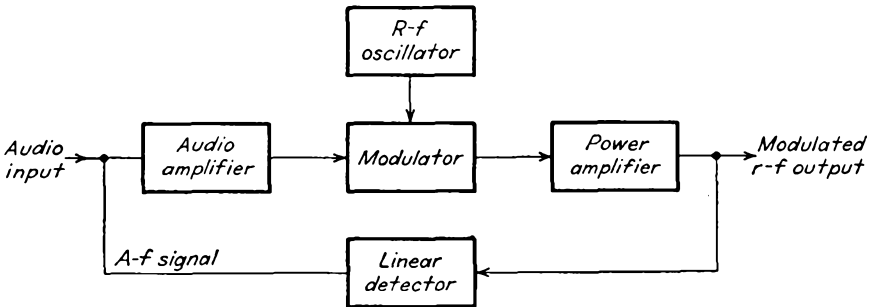 R-f
oscillator
Audio
input
Audio
amplifier
Modulator
Power
amplifier
Modulated
r-f output
A-f signal
Linear
detector